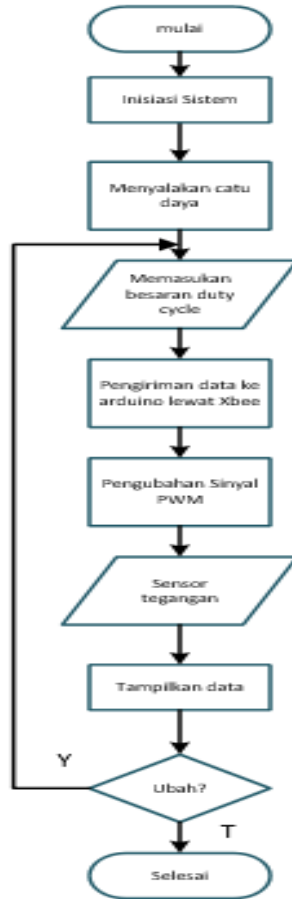 mulai
Inisiasi Sistem
Menyalakan catu
daya
Memasukan
besaran duty
cycle
Pengiriman data ke
arduino lewat Xbee
Pengubahan Sinyal
PWM
Sensor
tegangan
Tampilkan data
Y
Ubah?
T
Selesai